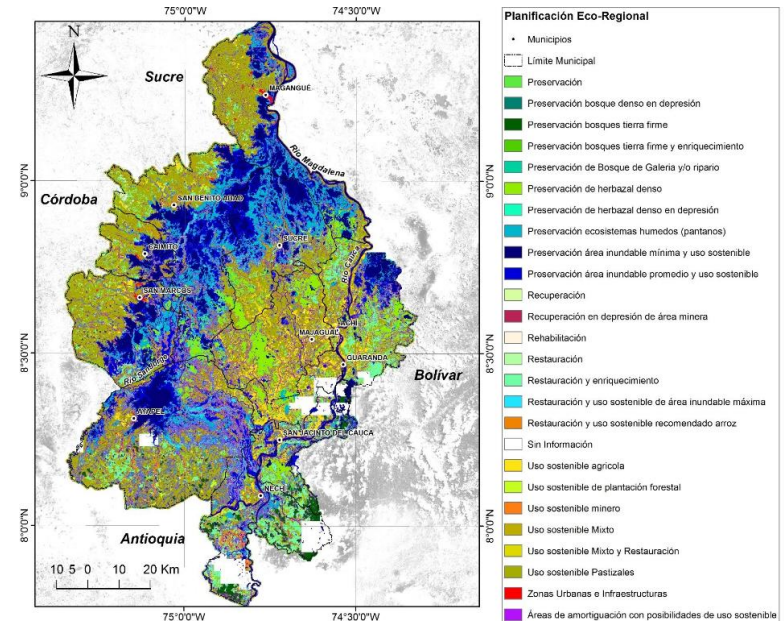 75°0'0"W 74°30'0"W
N
Sucre
MAGANGUÉ
Río Magdalena
9°0'0"N 9°0'0"N
Córdoba
SAN BENITO ABAD
CAIMITO
SUCRE
Río Cauca
SAN MARCOS
ACHÍ
MAJAGUAL
8°30'0"N 8°30'0"N
GUARANDA
Bolívar
Río San Jorge
AYAPEL
SAN JACINTO DEL CAUCA
NECHÍ
8°0'0"N 8°0'0"N
Antioquia
10 5 0 10 20 Km
75°0'0"W 74°30'0"W
Planificación Eco-Regional
Municipios
Límite Municipal
Preservación
Preservación bosque denso en depresión
Preservación bosques tierra firme
Preservación bosques tierra firme y enriquecimiento
Preservación de Bosque de Galeria y/o ripario
Preservación de herbazal denso
Preservación de herbazal denso en depresión
Preservación ecosistemas humedos (pantanos)
Preservación área inundable mínima y uso sostenible
Preservación área inundable promedio y uso sostenible
Recuperación
Recuperación en depresión de área minera
Rehabilitación
Restauración
Restauración y enriquecimiento
Restauración y uso sostenible de área inundable máxima
Restauración y uso sostenible recomendado arroz
Sin Información
Uso sostenible agricola
Uso sostenible de plantación forestal
Uso sostenible minero
Uso sostenible Mixto
Uso sostenible Mixto y Restauración
Uso sostenible Pastizales
Zonas Urbanas e Infraestructuras
Áreas de amortiguación con posibilidades de uso sostenible